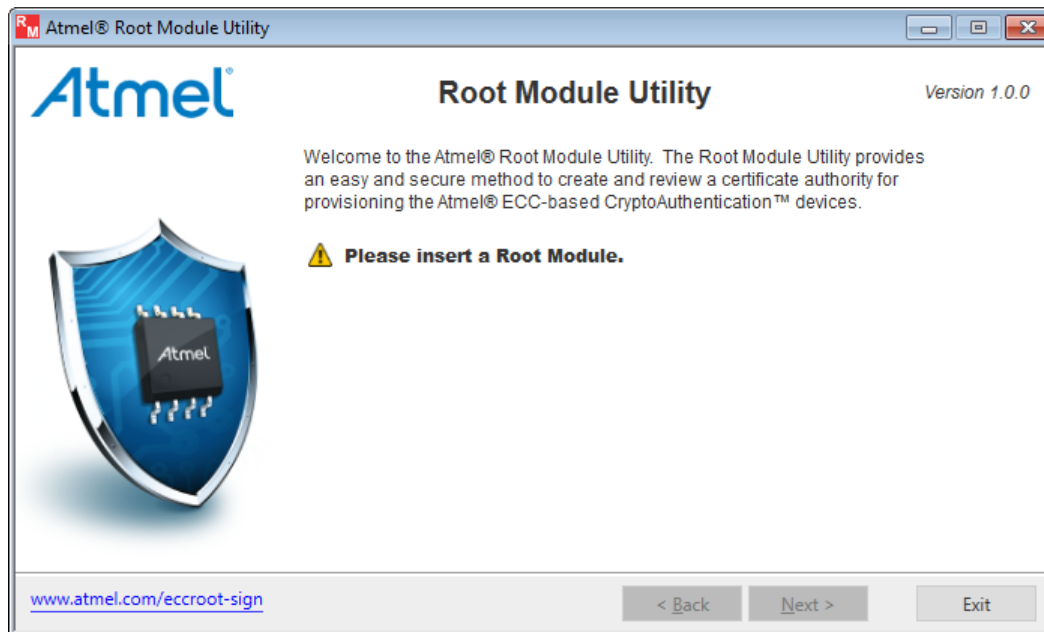 RM Atmel® Root Module Utility
Atmel®
Root Module Utility
Version 1.0.0
Welcome to the Atmel® Root Module Utility. The Root Module Utility provides
an easy and secure method to create and review a certificate authority for
provisioning the Atmel® ECC-based CryptoAuthentication™ devices.
Please insert a Root Module.
Atmel
www.atmel.com/eccroot-sign
< Back
Next >
Exit